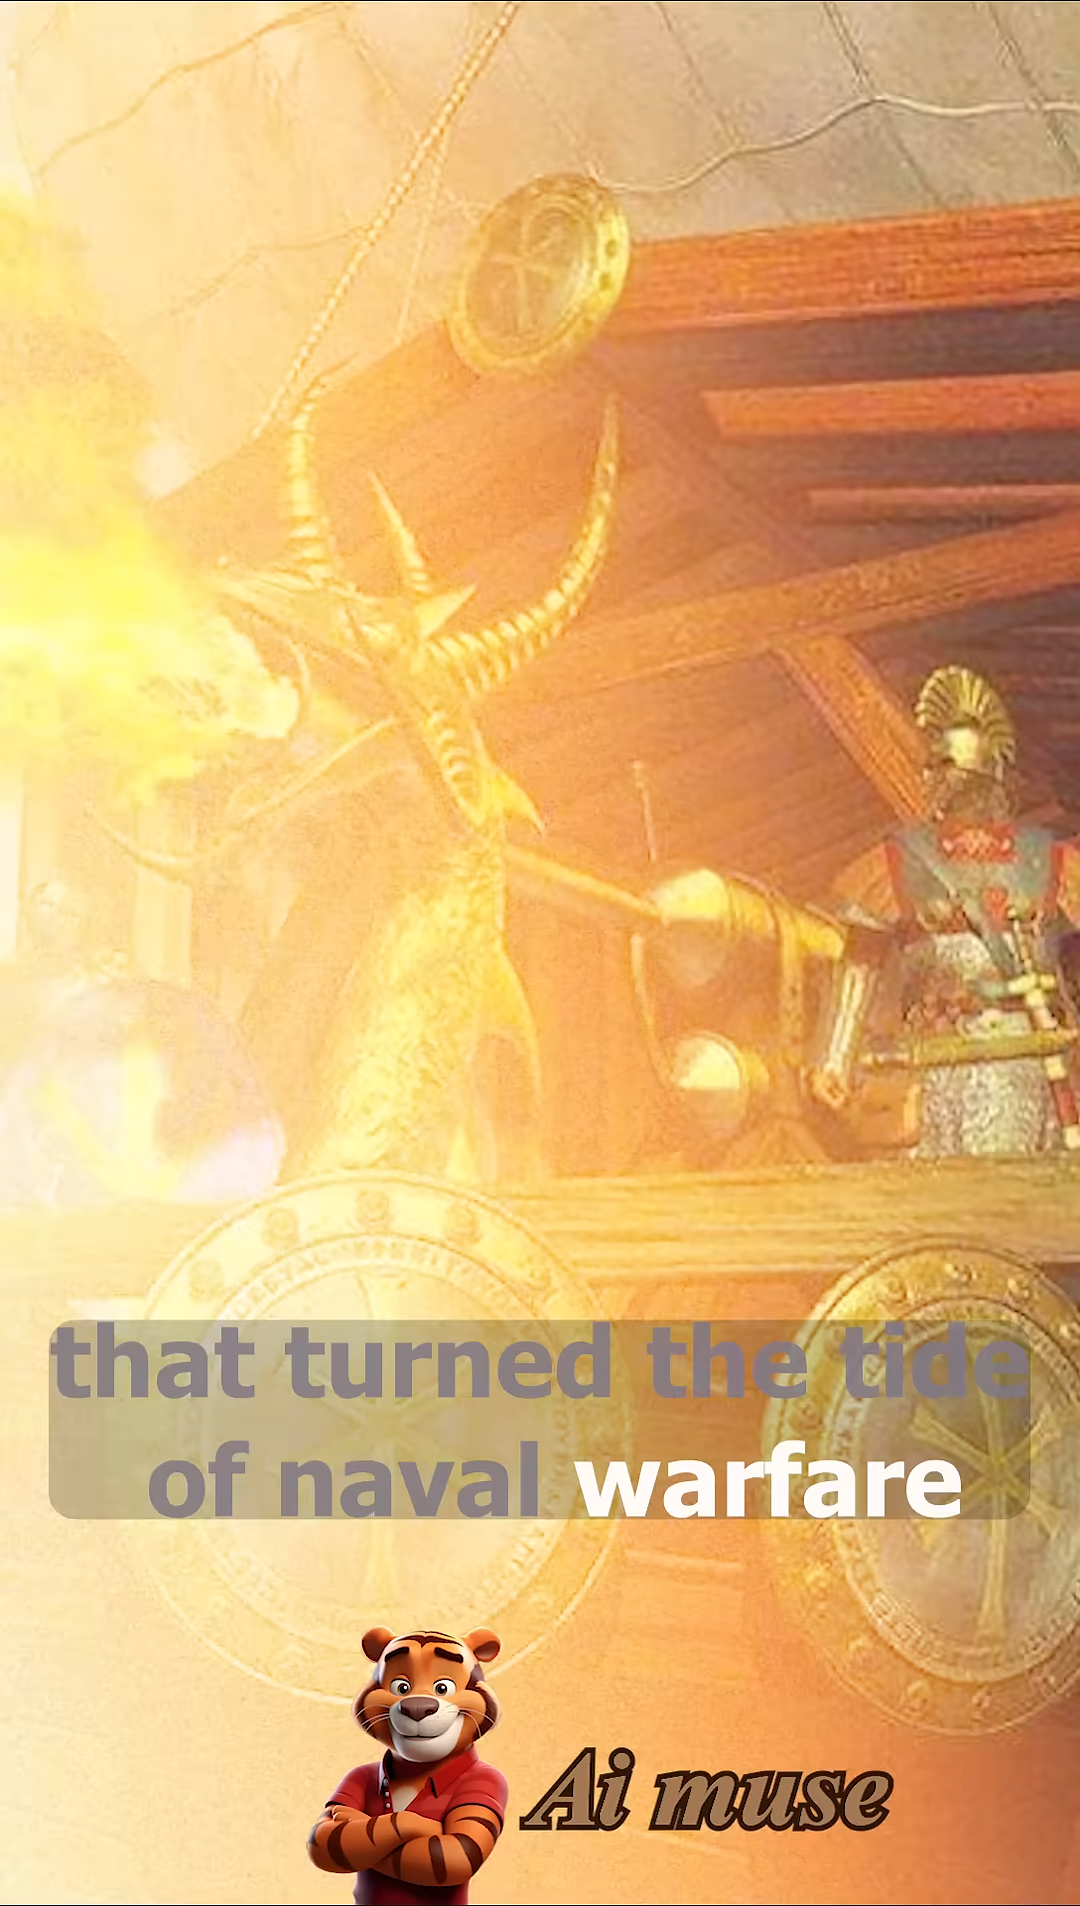 that turned the tide
of naval warfare
Ai muse